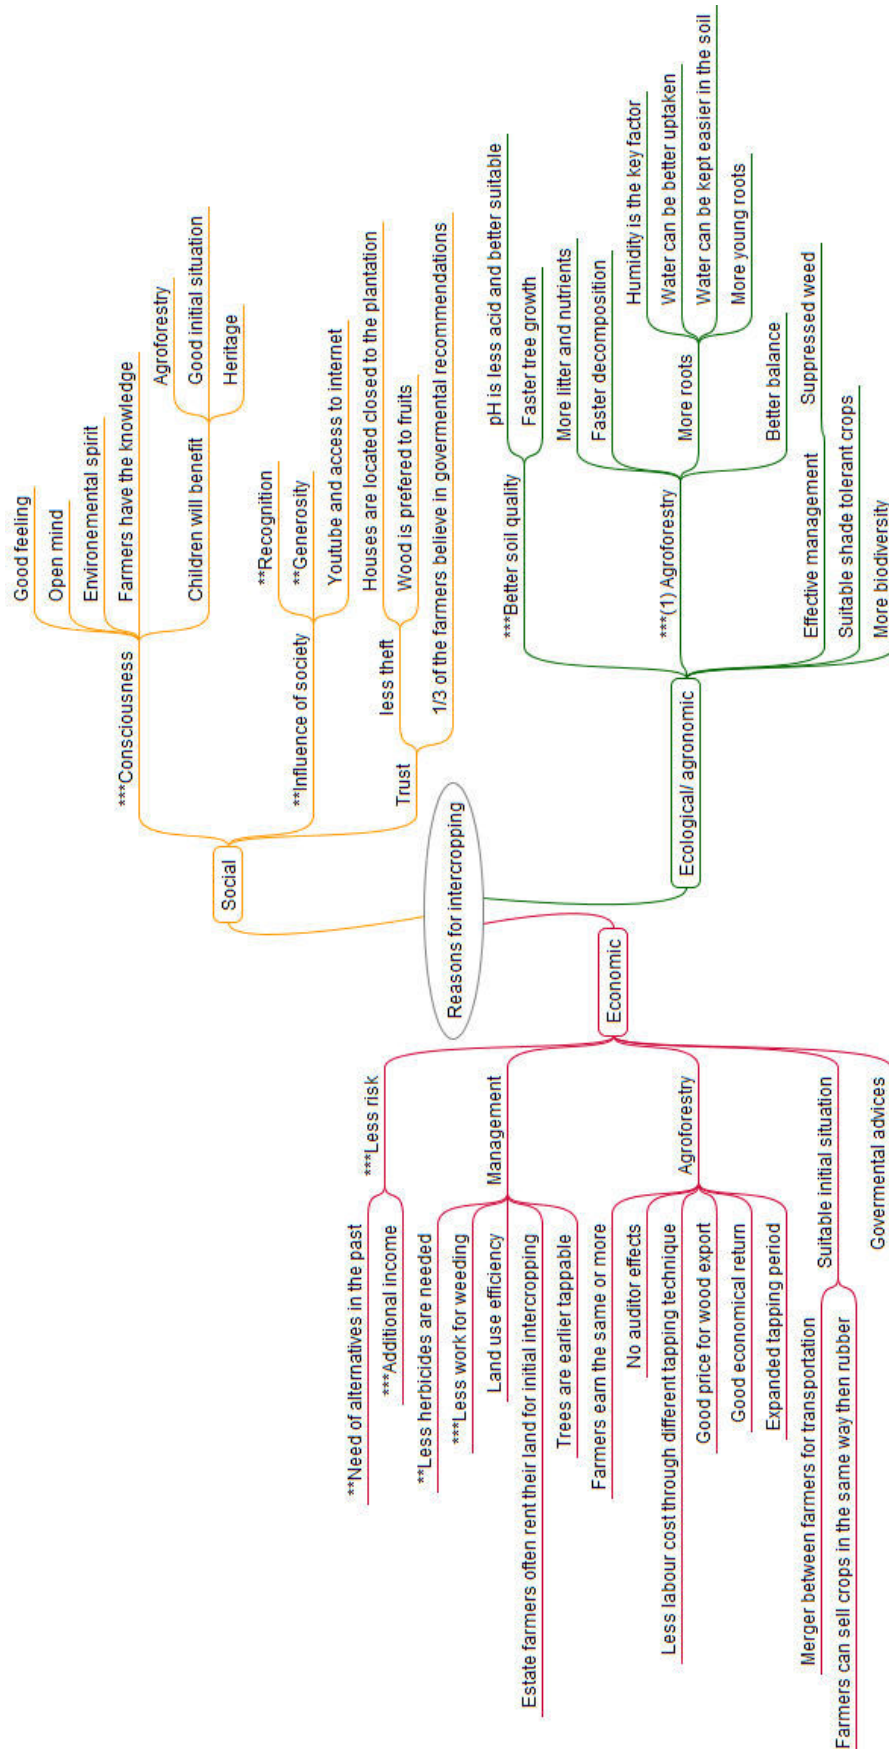 Reasons for intercropping
Social
***Consciousness
Good feeling
Open mind
Environemental spirit
Farmers have the knowledge
Children will benefit
Agroforestry
Good initial situation
Heritage
**Influence of society
**Recognition
**Generosity
Youtube and access to internet
Trust
less theft
Houses are located closed to the plantation
Wood is prefered to fruits
1/3 of the farmers believe in govermental recommendations
Ecological/ agronomic
***Better soil quality
pH is less acid and better suitable
Faster tree growth
***(1) Agroforestry
More litter and nutrients
Faster decomposition
More roots
Humidity is the key factor
Water can be better uptaken
Water can be kept easier in the soil
More young roots
Better balance
Effective management
Suppressed weed
Suitable shade tolerant crops
More biodiversity
Economic
***Less risk
**Need of alternatives in the past
***Additional income
Management
**Less herbicides are needed
***Less work for weeding
Land use efficiency
Estate farmers often rent their land for initial intercropping
Trees are earlier tappable
Agroforestry
Farmers earn the same or more
No auditor effects
Less labour cost through different tapping technique
Good price for wood export
Good economical return
Expanded tapping period
Suitable initial situation
Merger between farmers for transportation
Farmers can sell crops in the same way then rubber
Govermental advices